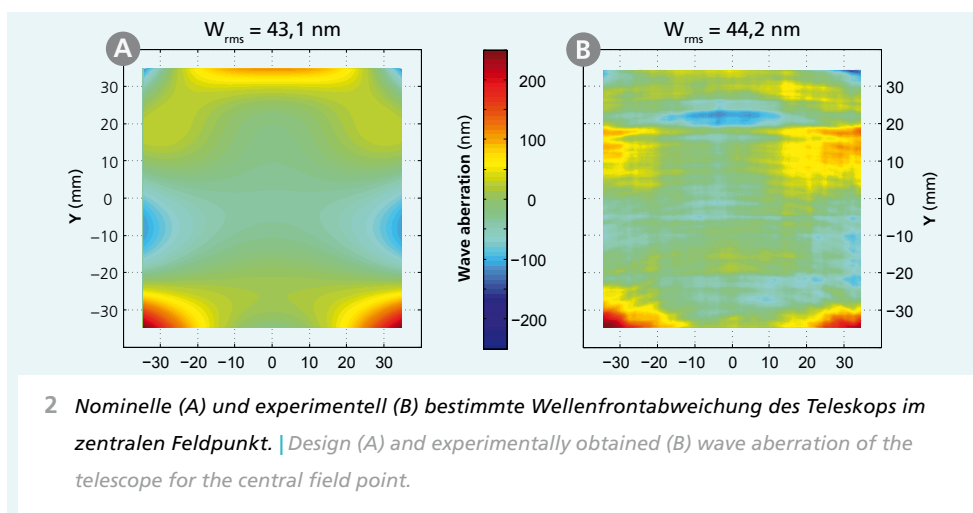 A
W_rms = 43,1 nm
B
W_rms = 44,2 nm
30
20
10
0
−10
−20
−30
Y (mm)
−30 −20 −10 0 10 20 30
Wave aberration (nm)
200
100
0
−100
−200
30
20
10
0
−10
−20
−30
Y (mm)
−30 −20 −10 0 10 20 30
2 Nominelle (A) und experimentell (B) bestimmte Wellenfrontabweichung des Teleskops im
zentralen Feldpunkt. | Design (A) and experimentally obtained (B) wave aberration of the
telescope for the central field point.